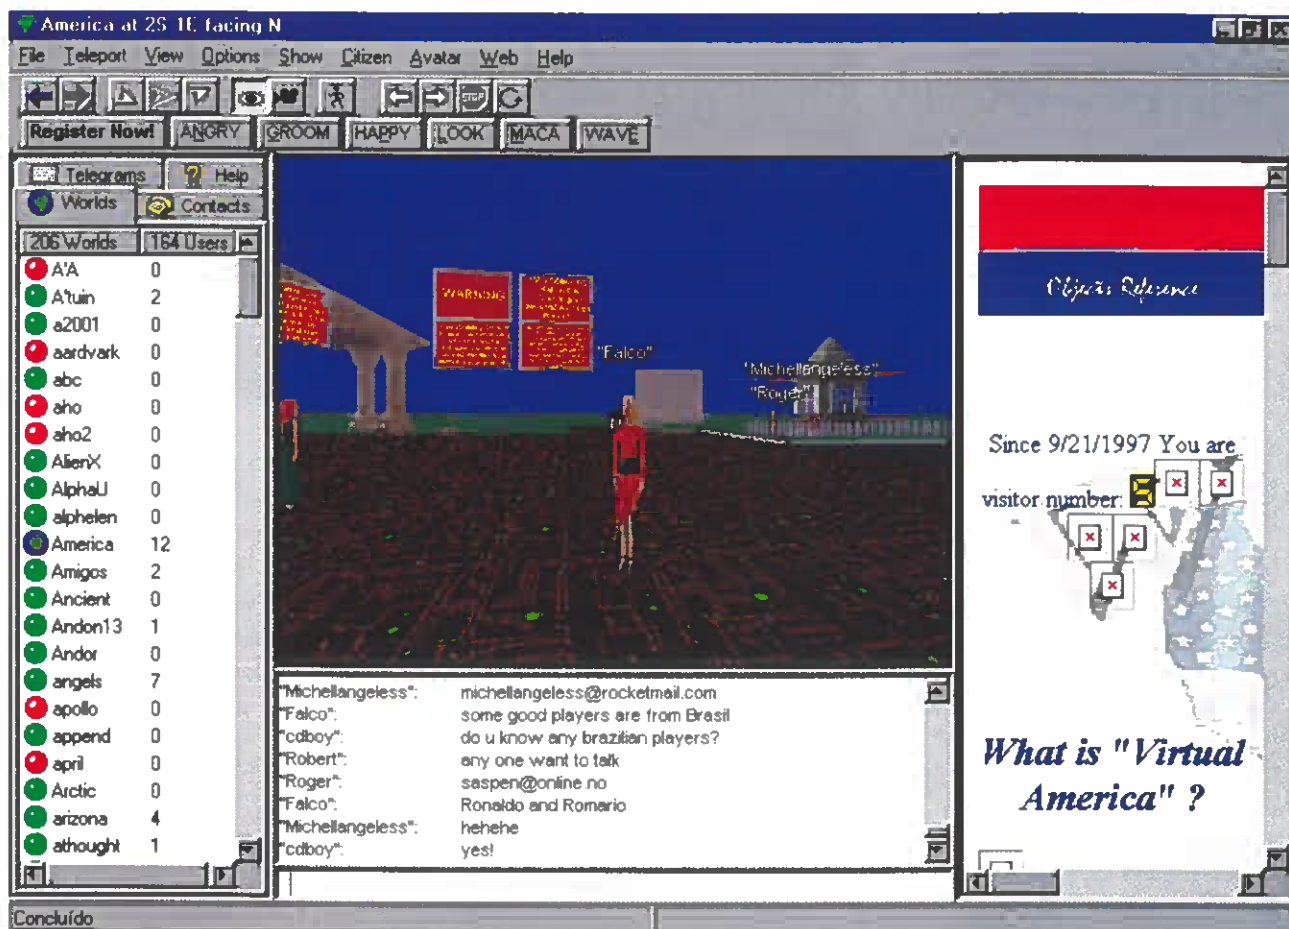 America at 2S 1E facing N
File Teleport View Options Show Citizen Avatar Web Help
STOP
Register Now! ANGRY GROOM HAPPY LOOK MACA WAVE
Telegrams Help
Worlds Contacts
206 Worlds 164 Users
A'A 0
A'tuin 2
a2001 0
aardvark 0
abc 0
aho 0
aho2 0
AlienX 0
AlphaU 0
alphelen 0
America 12
Amigos 2
Ancient 0
Andon13 1
Andor 0
angels 7
apollo 0
append 0
april 0
Arctic 0
arizona 4
athought 1
WARNING
"Falco"
"Michellangeless"
"Roger"
"Michellangeless": michellangeless@rocketmail.com
"Falco": some good players are from Brasil
"cdboy": do u know any brazilian players?
"Robert": any one want to talk
"Roger": saspen@online.no
"Falco": Ronaldo and Romario
"Michellangeless": hehehe
"cdboy": yes!
Objects Reference
Since 9/21/1997 You are
visitor number: 5
What is "Virtual
America" ?
Concluído